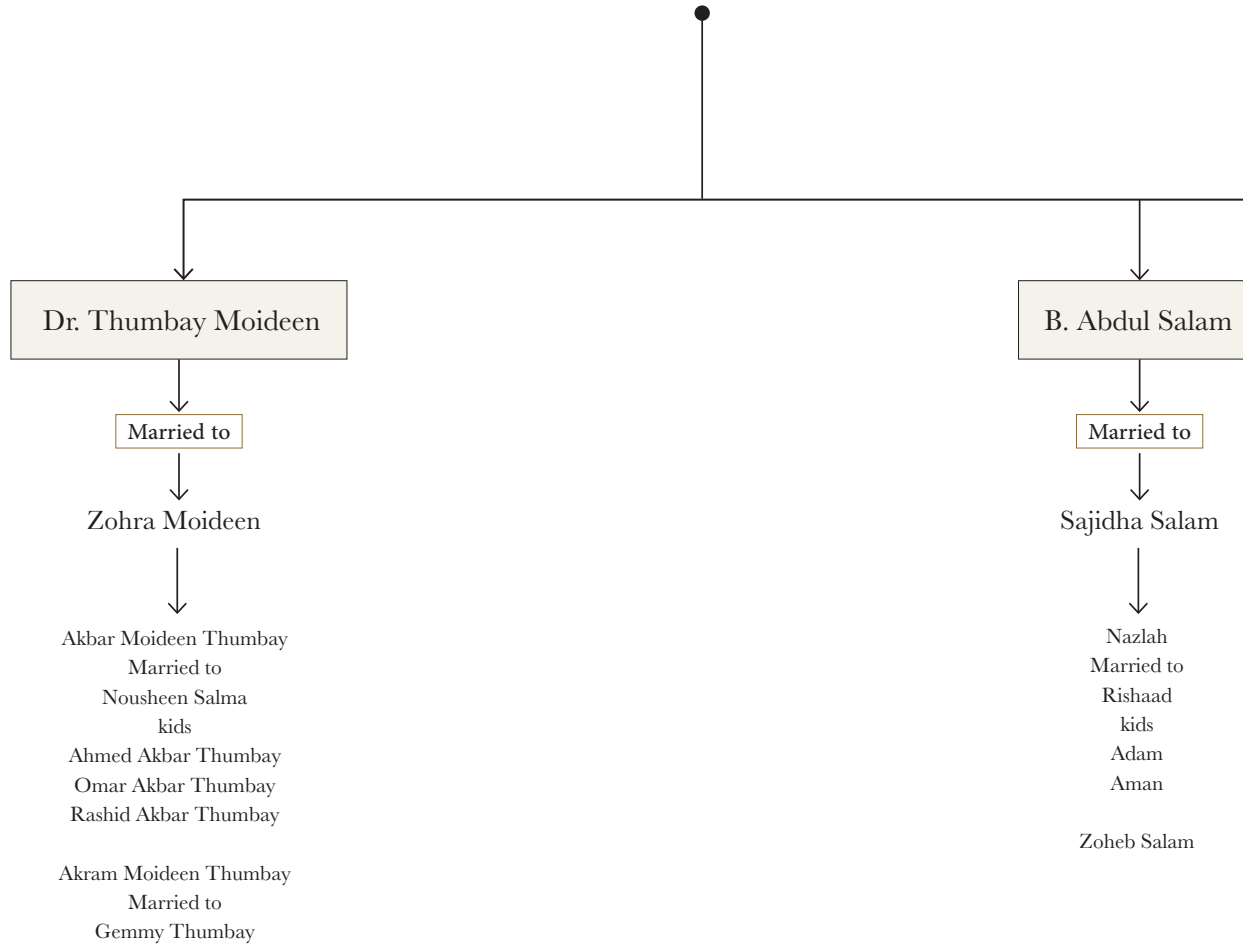 Dr. Thumbay Moideen
Married to
Zohra Moideen
Akbar Moideen Thumbay
Married to
Nousheen Salma
kids
Ahmed Akbar Thumbay
Omar Akbar Thumbay
Rashid Akbar Thumbay
Akram Moideen Thumbay
Married to
Gemmy Thumbay
B. Abdul Salam
Married to
Sajidha Salam
Nazlah
Married to
Rishaad
kids
Adam
Aman
Zoheb Salam